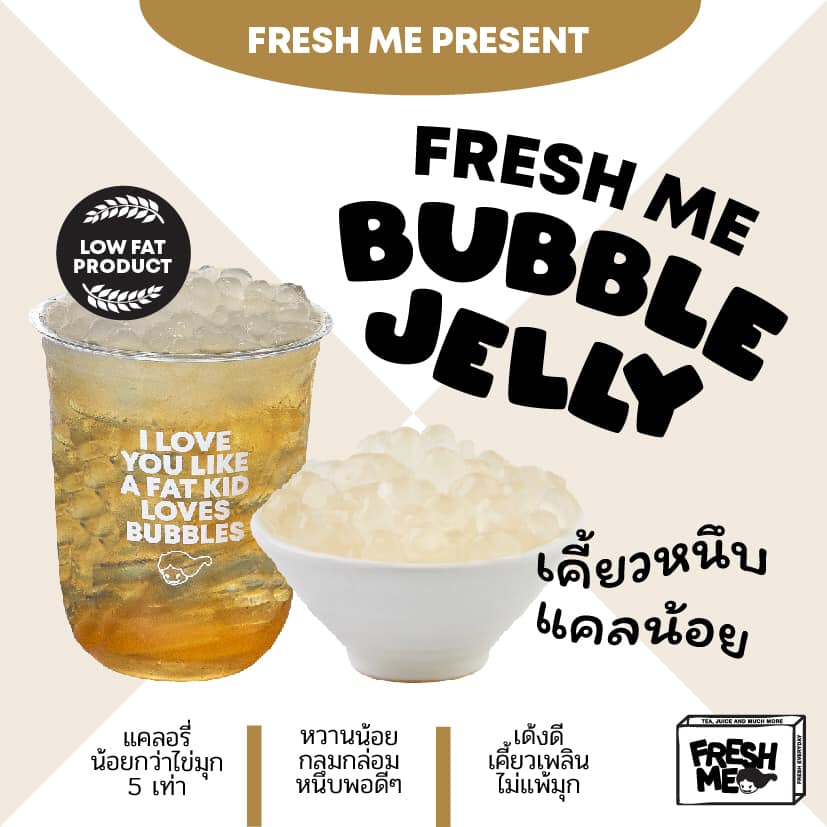 FRESH ME PRESENT
FRESH ME
BUBBLE
JELLY
LOW FAT
PRODUCT
I LOVE
YOU LIKE
A FAT KID
LOVES
BUBBLES
เคี้ยวหนึบ
แคลน้อย
แคลอรี่
น้อยกว่าไข่มุก
5 เท่า
หวานน้อย
กลมกล่อม
หนึบพอดีๆ
เด้งดี
เคี้ยวเพลิน
ไม่แพ้มุก
TEA, JUICE AND MUCH MORE
FRESH
ME
FRESH EVERYDAY